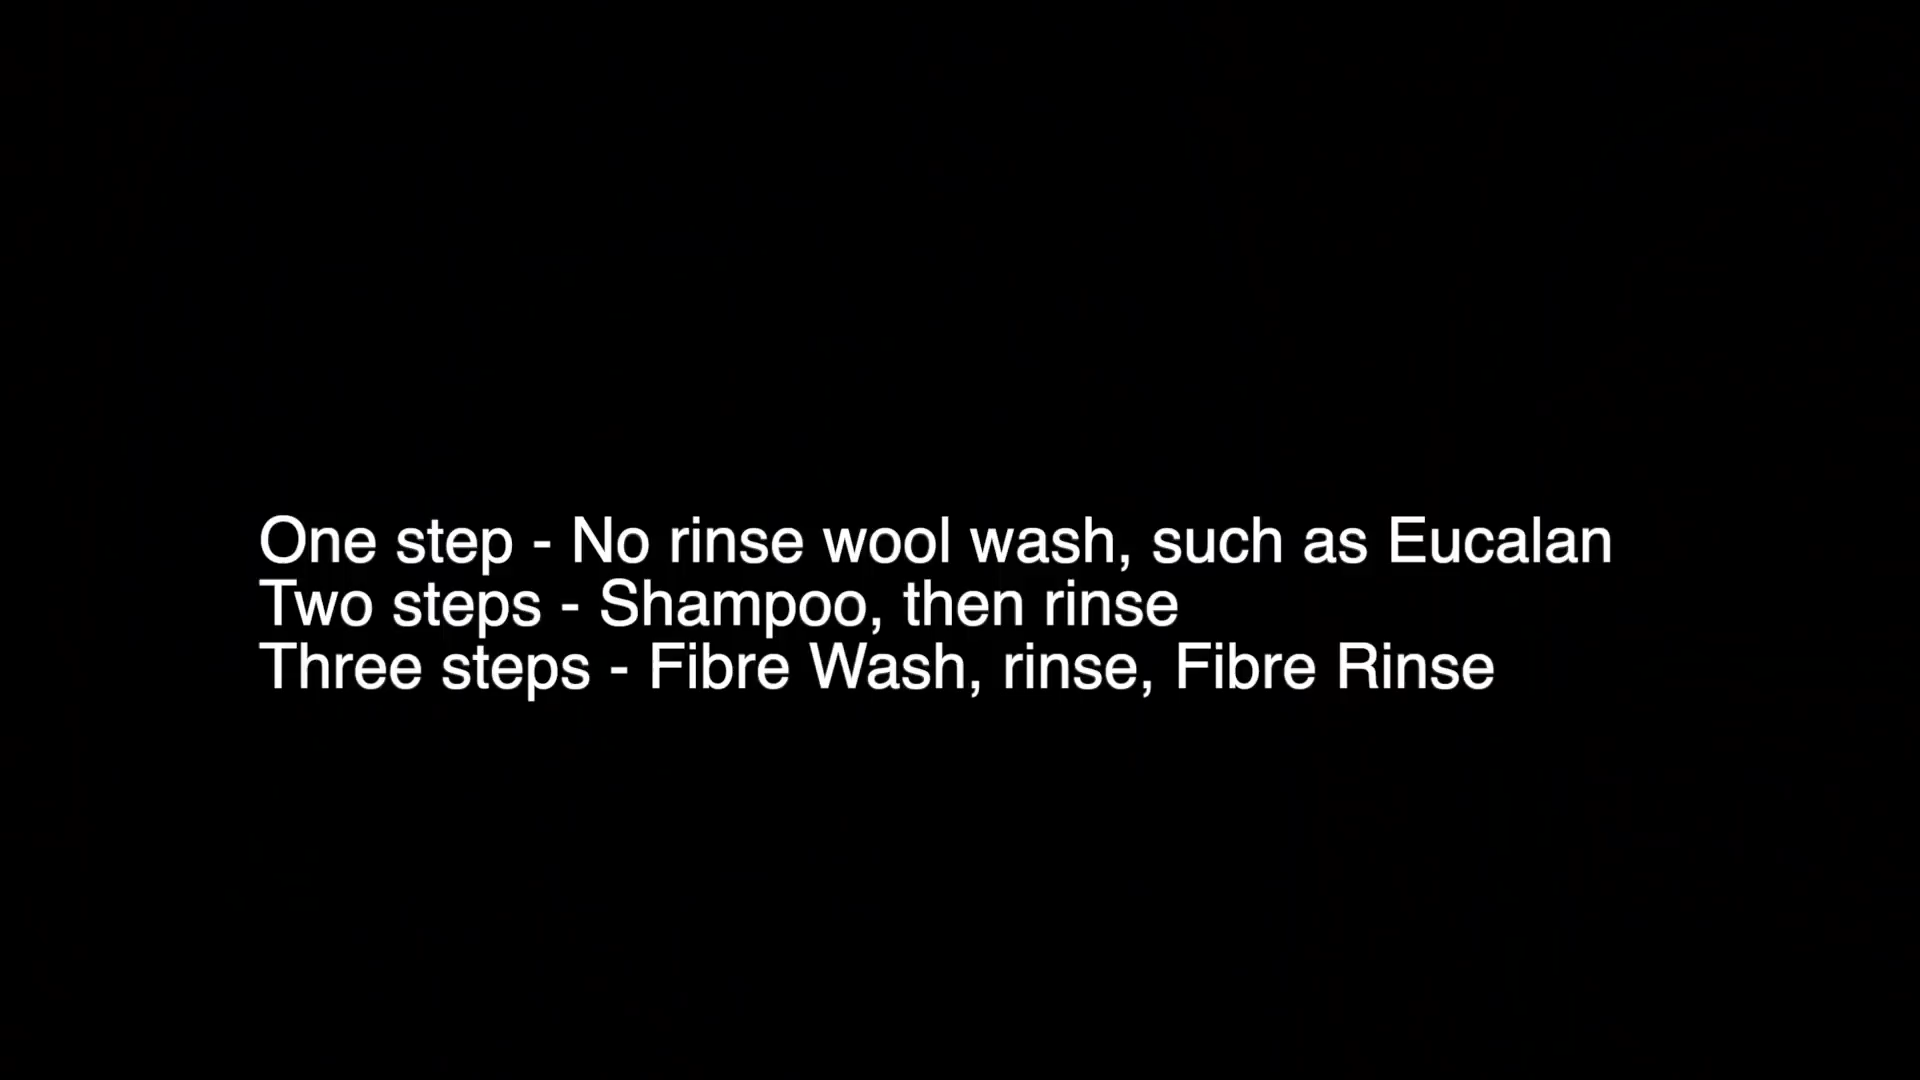 One step - No rinse wool wash, such as Eucalan
Two steps - Shampoo, then rinse
Three steps - Fibre Wash, rinse, Fibre Rinse